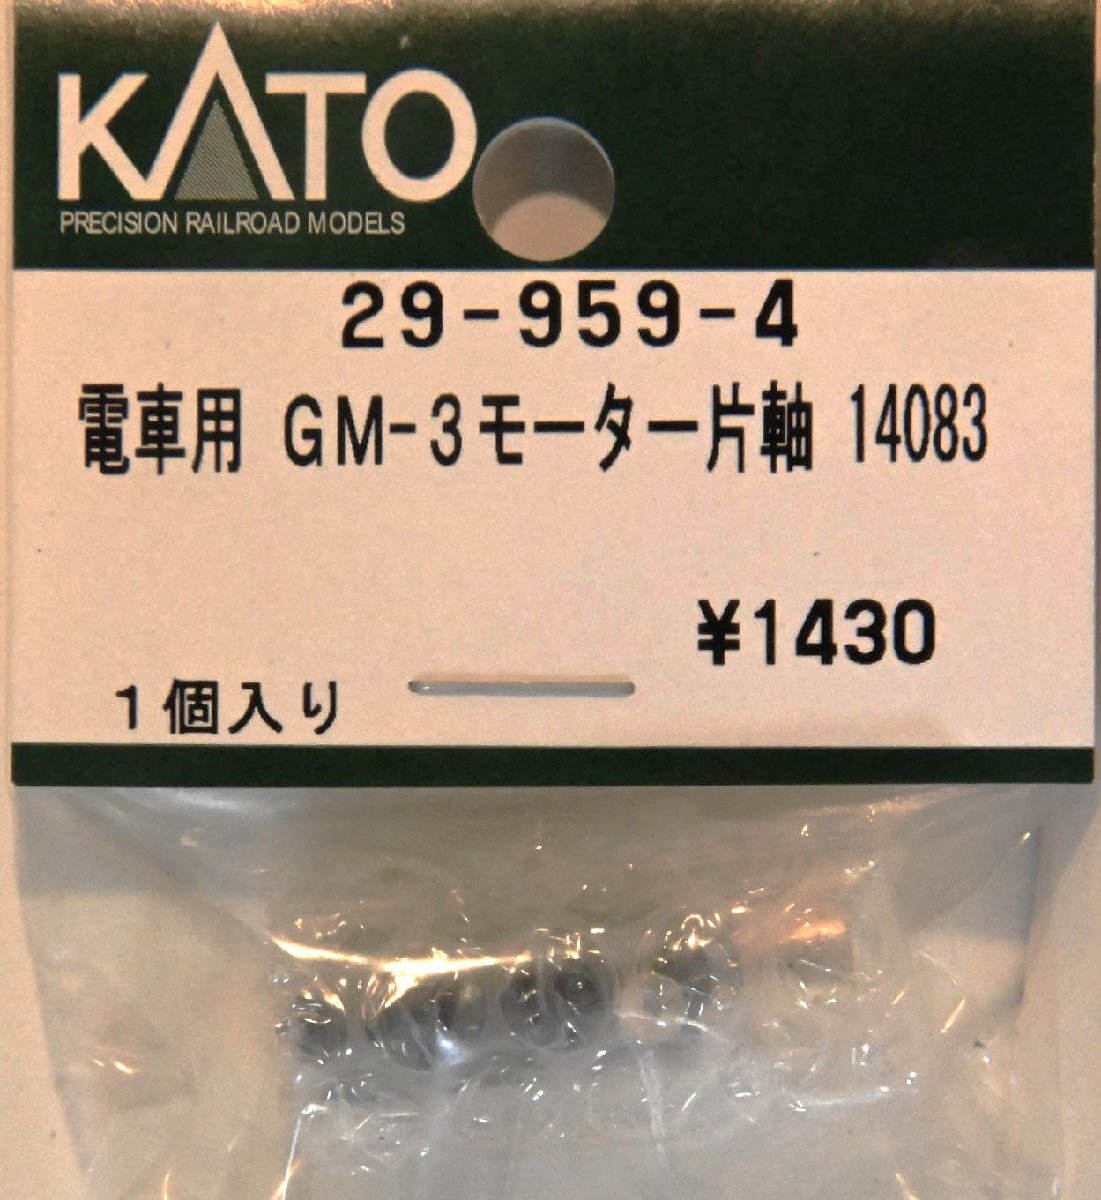 KATO
PRECISION RAILROAD MODELS
29-959-4
電車用 GM-3モーター片軸 14083
¥1430
1個入り